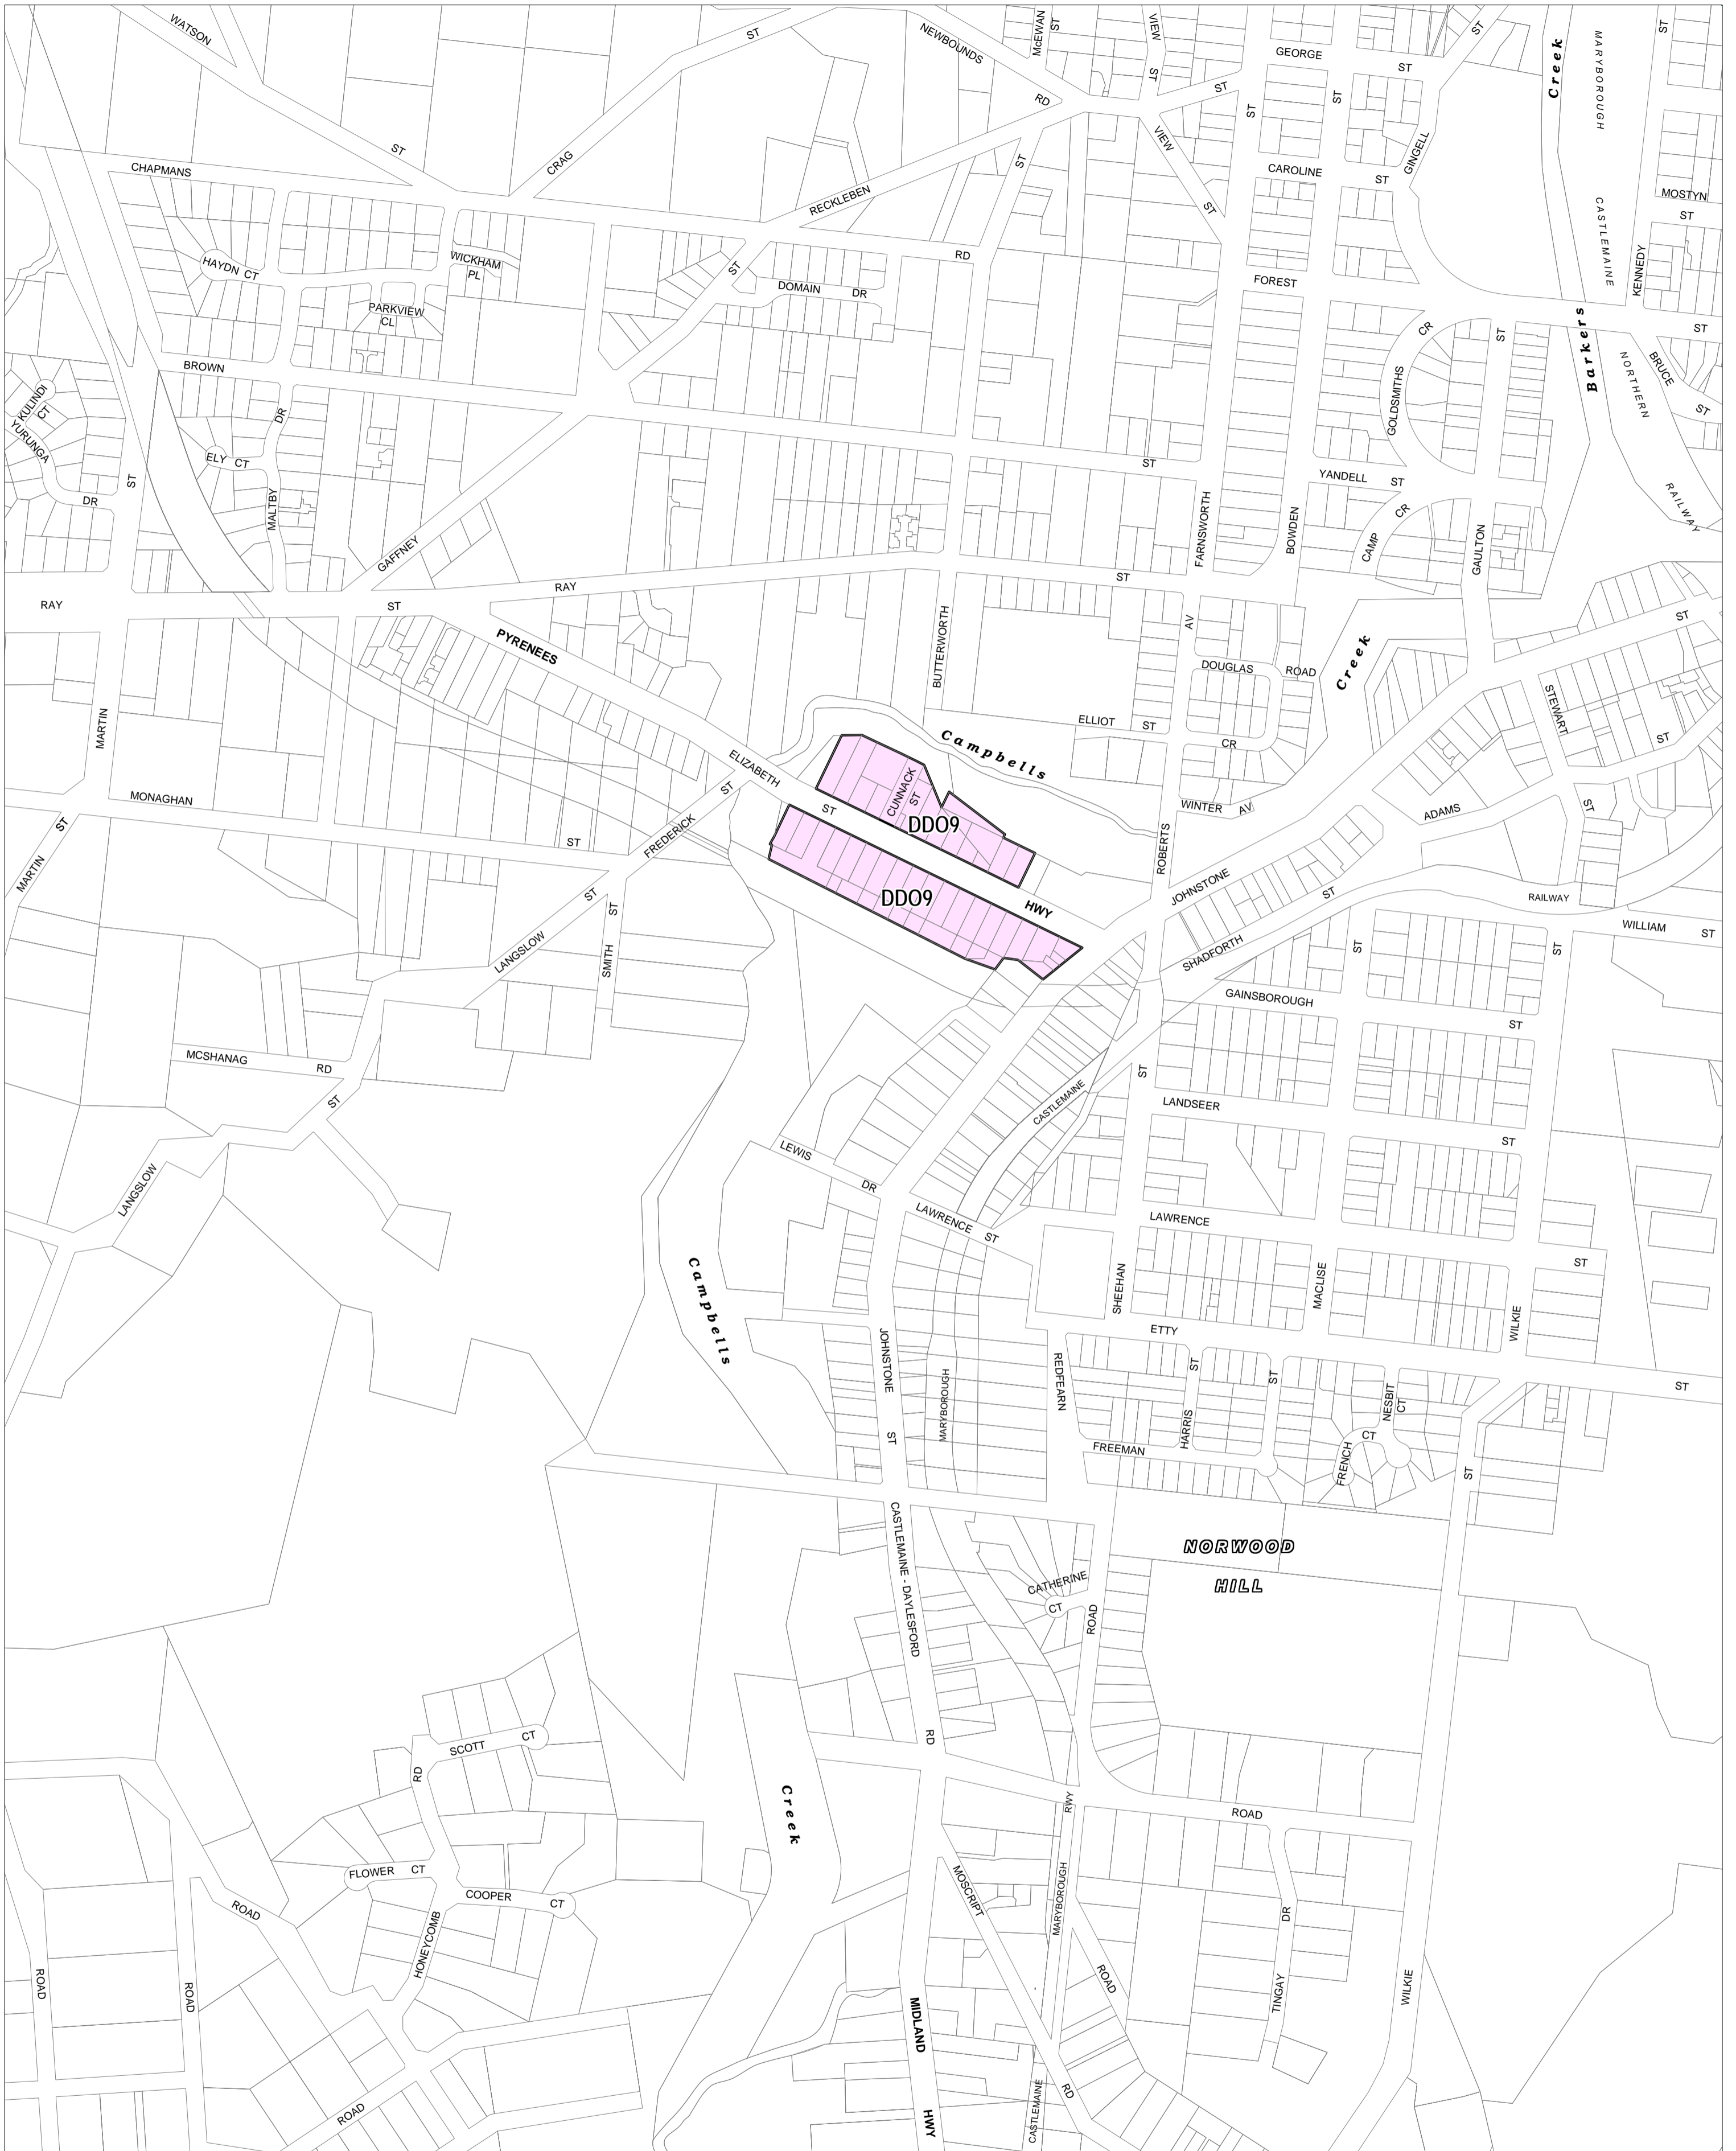 WATSON
ST
NEWBOUNDS
RD
McEWAN
ST
VIEW
ST
GEORGE
ST
ST
ST
Creek
MARYBOROUGH
ST
ST
CRAG
ST
ST
ST
VIEW
ST
GINGELL
CHAPMANS
RECKLEBEN
ST
CAROLINE
ST
CASTLEMAINE
MOSTYN
ST
HAYDN CT
WICKHAM
PL
ST
RD
DOMAIN
DR
FOREST
KENNEDY
PARKVIEW
CL
CR
ST
Barkers
ST
BROWN
GOLDSMITHS
NORTHERN
BRUCE
ST
KULINDI
CT
YURUNGA
DR
ST
DR
ELY CT
MALTBY
ST
YANDELL
ST
RAILWAY
GAFFNEY
FARNSWORTH
BOWDEN
CAMP
CR
GAULTON
RAY
ST
RAY
ST
PYRENEES
BUTTERWORTH
AV
DOUGLAS
ROAD
Creek
ST
MARTIN
ELIZABETH
Campbells
ELLIOT
ST
CR
STEWART
ST
MONAGHAN
ST
FREDERICK
ST
CUNNACK
ST
DDO9
ST
WINTER
AV
ADAMS
ST
ST
MARTIN
ROBERTS
JOHNSTONE
DDO9
HWY
ST
LANGSLOW
ST
SMITH
ST
SHADFORTH
RAILWAY
WILLIAM
ST
ST
ST
GAINSBOROUGH
ST
MCSHANAG
RD
ST
CASTLEMAINE
ST
LANDSEER
ST
LANGSLOW
LEWIS
DR
LAWRENCE
ST
LAWRENCE
ST
Campbells
SHEEHAN
MACLISE
WILKIE
ETTY
ST
JOHNSTONE
ST
MARYBOROUGH
REDFEARN
HARRIS
ST
ST
NESBIT
CT
FREEMAN
FRENCH
CT
ST
CASTLEMAINE - DAYLESFORD
RD
NORWOOD
HILL
CATHERINE
CT
ROAD
SCOTT
CT
RD
Creek
RWY
ROAD
FLOWER
CT
COOPER
CT
HONEYCOMB
ROAD
MOSCRIPT
MARYBOROUGH
DR
ROAD
ROAD
ROAD
TINGAY
WILKIE
MIDLAND
HWY
ROAD
RD
CASTLEMAINE